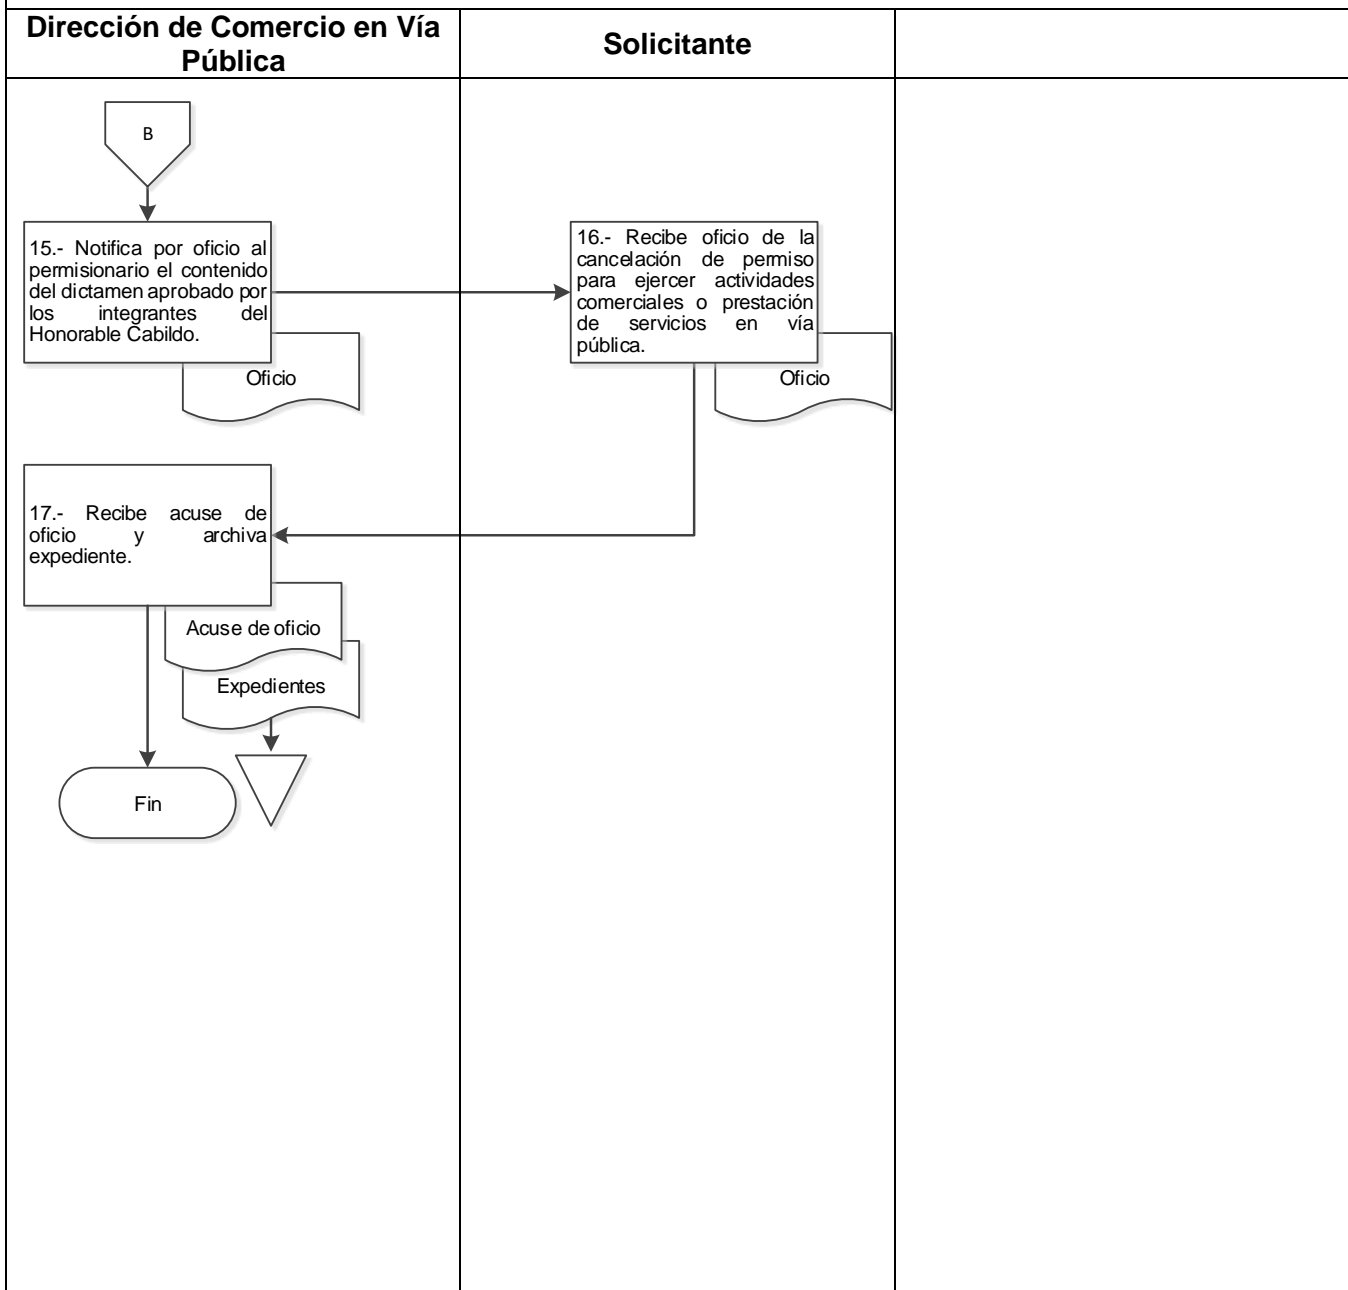 Dirección de Comercio en Vía
Pública
Solicitante
B
15.- Notifica por oficio al
permisionario el contenido
del dictamen aprobado por
los integrantes del
Honorable Cabildo.
Oficio
16.- Recibe oficio de la
cancelación de permiso
para ejercer actividades
comerciales o prestación
de servicios en vía
pública.
Oficio
17.- Recibe acuse de
oficio y archiva
expediente.
Acuse de oficio
Expedientes
Fin